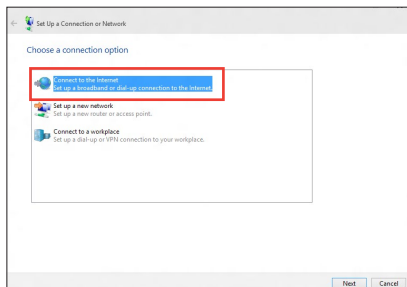 Set Up a Connection or Network
Choose a connection option
Connect to the Internet
Set up a broadband or dial-up connection to the Internet.
Set up a new network
Set up a new router or access point.
Connect to a workplace
Set up a dial-up or VPN connection to your workplace.
Next Cancel